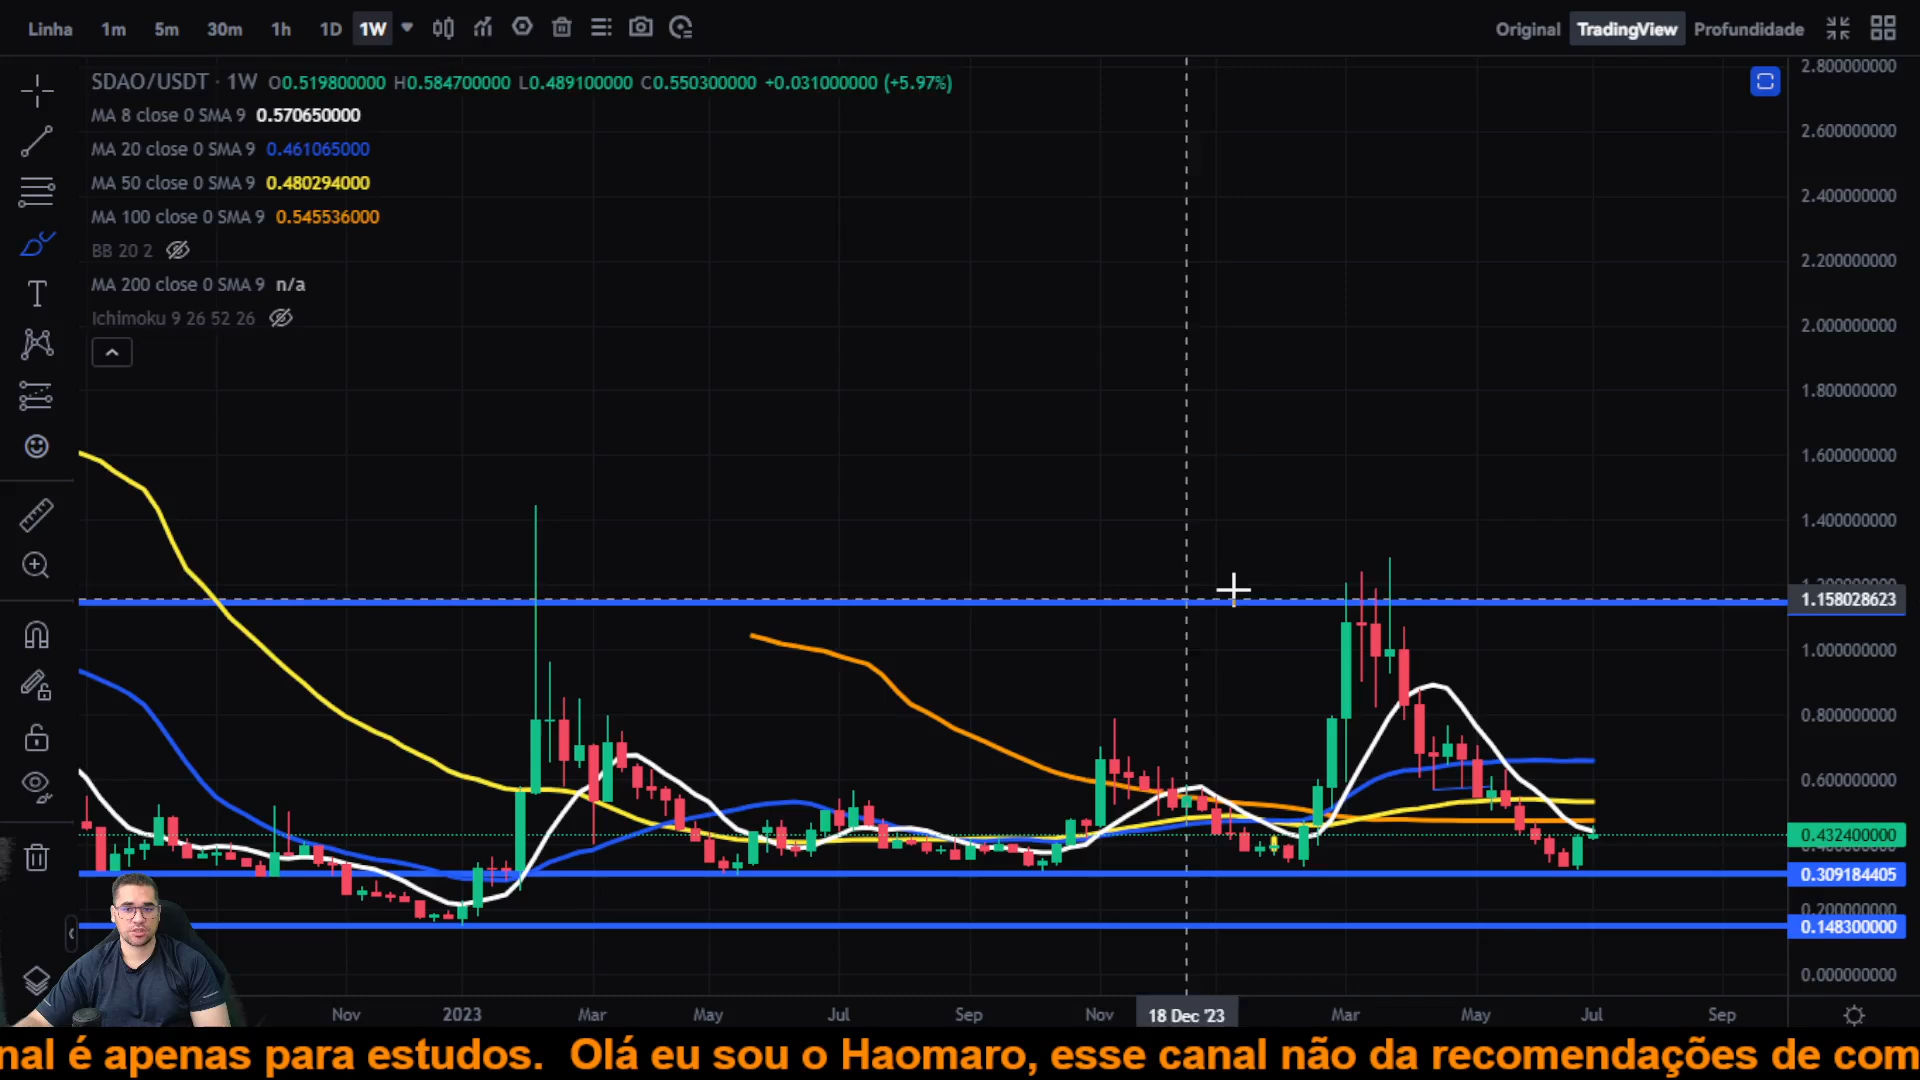 Linha 1m 5m 30m 1h 1D 1W Original TradingView Profundidade
SDAO/USDT · 1W O0.519800000 H0.584700000 L0.489100000 C0.550300000 +0.031000000 (+5.97%)
MA 8 close 0 SMA 9 0.570650000
MA 20 close 0 SMA 9 0.461065000
MA 50 close 0 SMA 9 0.480294000
MA 100 close 0 SMA 9 0.545536000
BB 20 2
MA 200 close 0 SMA 9 n/a
Ichimoku 9 26 52 26
2.800000000
2.600000000
2.400000000
2.200000000
2.000000000
1.800000000
1.600000000
1.400000000
1.200000000
1.158028623
1.000000000
0.800000000
0.600000000
0.432400000
0.400000000
0.309184405
0.200000000
0.148300000
0.000000000
Nov 2023 Mar May Jul Sep Nov 18 Dec '23 Mar May Jul Sep
nal é apenas para estudos. Olá eu sou o Haomaro, esse canal não da recomendações de com